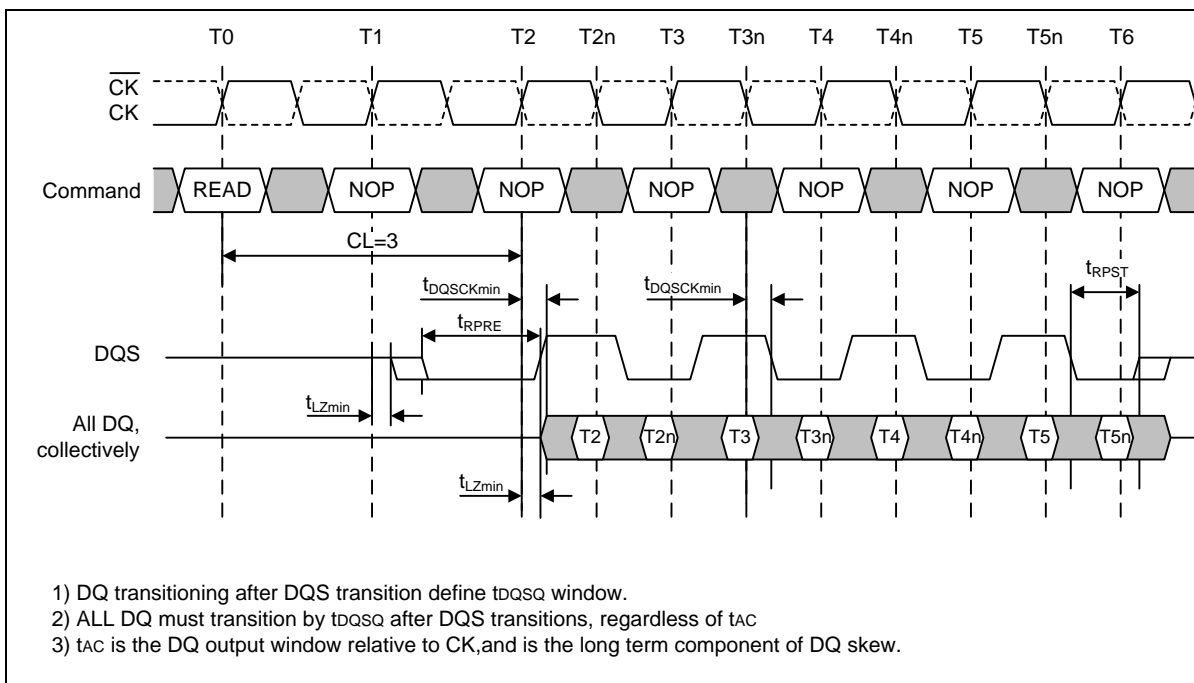 T0 T1 T2 T2n T3 T3n T4 T4n T5 T5n T6
CK
CK
Command READ NOP NOP NOP NOP NOP NOP
CL=3
tDQSCKmin tDQSCKmin tRPST
tRPRE
DQS
tLZmin
All DQ,
collectively T2 T2n T3 T3n T4 T4n T5 T5n
tLZmin
1) DQ transitioning after DQS transition define tDQSQ window.
2) ALL DQ must transition by tDQSQ after DQS transitions, regardless of tAC
3) tAC is the DQ output window relative to CK,and is the long term component of DQ skew.